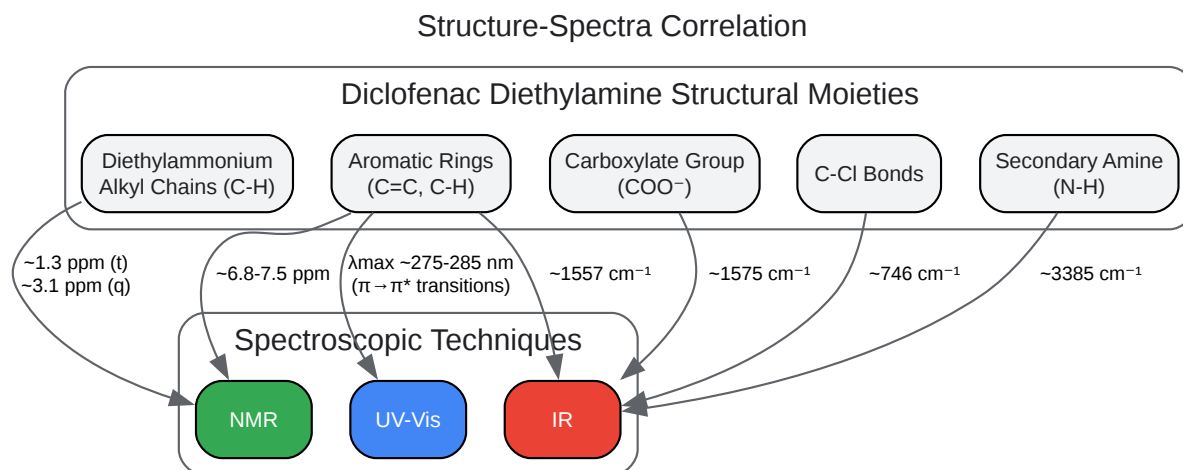 Structure-Spectra Correlation
Diclofenac Diethylamine Structural Moieties
Diethylammonium
Alkyl Chains (C-H)
Aromatic Rings
(C=C, C-H)
Carboxylate Group
(COO⁻)
C-Cl Bonds
Secondary Amine
(N-H)
~1.3 ppm (t)
~3.1 ppm (q)
~6.8-7.5 ppm
λmax ~275-285 nm
(π→π* transitions)
~1557 cm⁻¹
~1575 cm⁻¹
~746 cm⁻¹
~3385 cm⁻¹
Spectroscopic Techniques
NMR
UV-Vis
IR